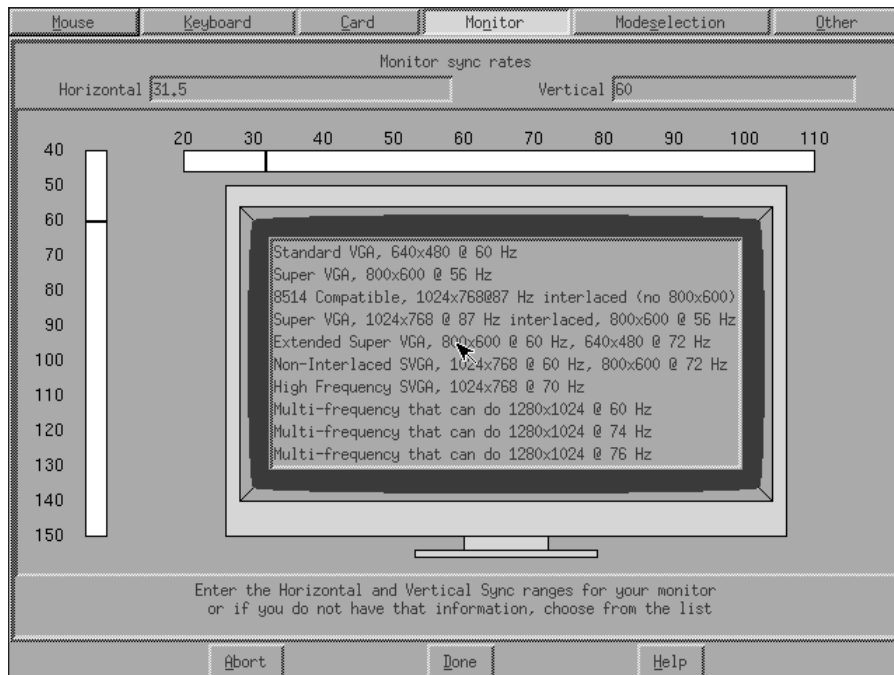 Mouse Keyboard Card Monitor Modeselection Other
Monitor sync rates
Horizontal 31.5 Vertical 60
20 30 40 50 60 70 80 90 100 110
40
50
60
70
80
90
100
110
120
130
140
150
Standard VGA, 640x480 @ 60 Hz
Super VGA, 800x600 @ 56 Hz
8514 Compatible, 1024x768@87 Hz interlaced (no 800x600)
Super VGA, 1024x768 @ 87 Hz interlaced, 800x600 @ 56 Hz
Extended Super VGA, 800x600 @ 60 Hz, 640x480 @ 72 Hz
Non-Interlaced SVGA, 1024x768 @ 60 Hz, 800x600 @ 72 Hz
High Frequency SVGA, 1024x768 @ 70 Hz
Multi-frequency that can do 1280x1024 @ 60 Hz
Multi-frequency that can do 1280x1024 @ 74 Hz
Multi-frequency that can do 1280x1024 @ 76 Hz
Enter the Horizontal and Vertical Sync ranges for your monitor
or if you do not have that information, choose from the list
Abort Done Help